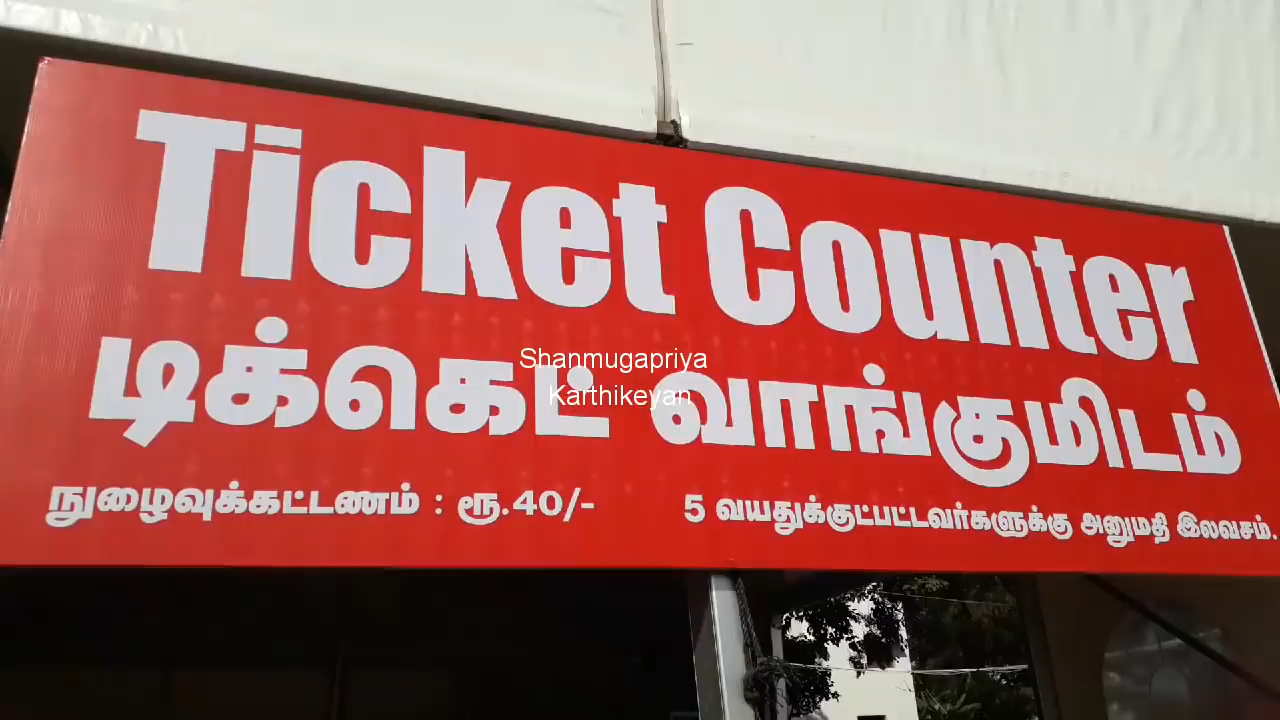 Ticket Counter
டிக்கெட் வாங்குமிடம்
Shanmugapriya
Karthikeyan
நுழைவுக்கட்டணம் : ரூ.40/-
5 வயதுக்குட்பட்டவர்களுக்கு அனுமதி இலவசம்.